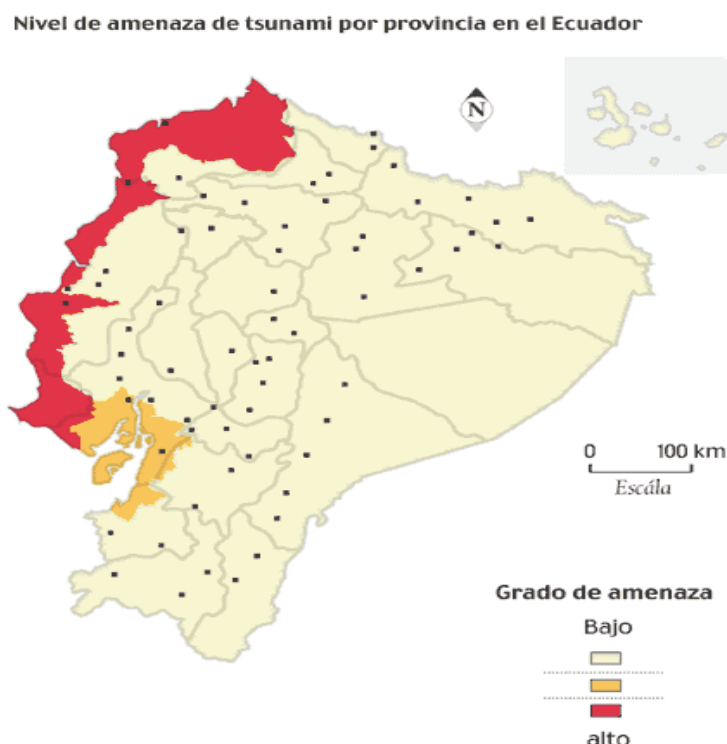 Nivel de amenaza de tsunami por provincia en el Ecuador
N
0 100 km
Escála
Grado de amenaza
Bajo
alto